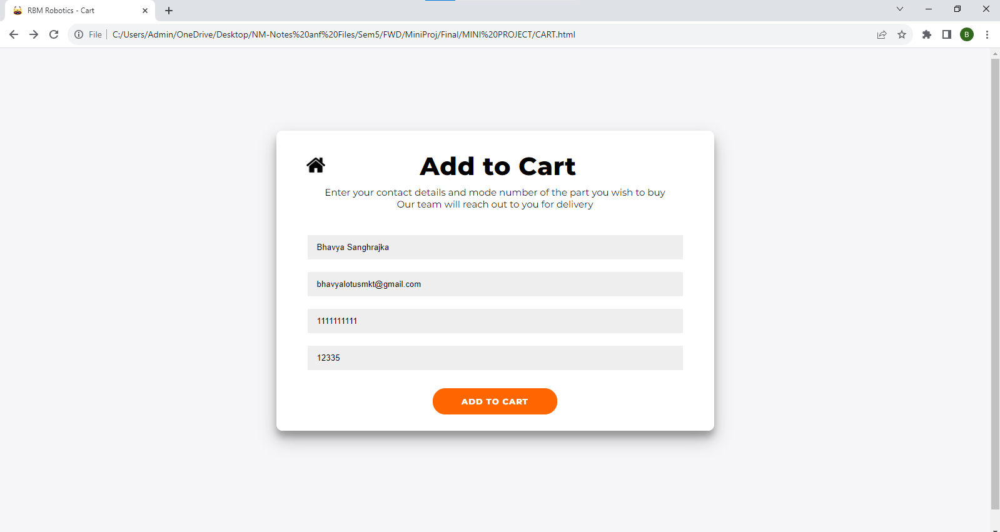 RBM Robotics - Cart
File
C:/Users/Admin/OneDrive/Desktop/NM-Notes%20anf%20Files/Sem5/FWD/MiniProj/Final/MINI%20PROJECT/CART.html
B
Add to Cart
Enter your contact details and mode number of the part you wish to buy
Our team will reach out to you for delivery
Bhavya Sanghrajka
bhavyalotusmkt@gmail.com
1111111111
12335
ADD TO CART